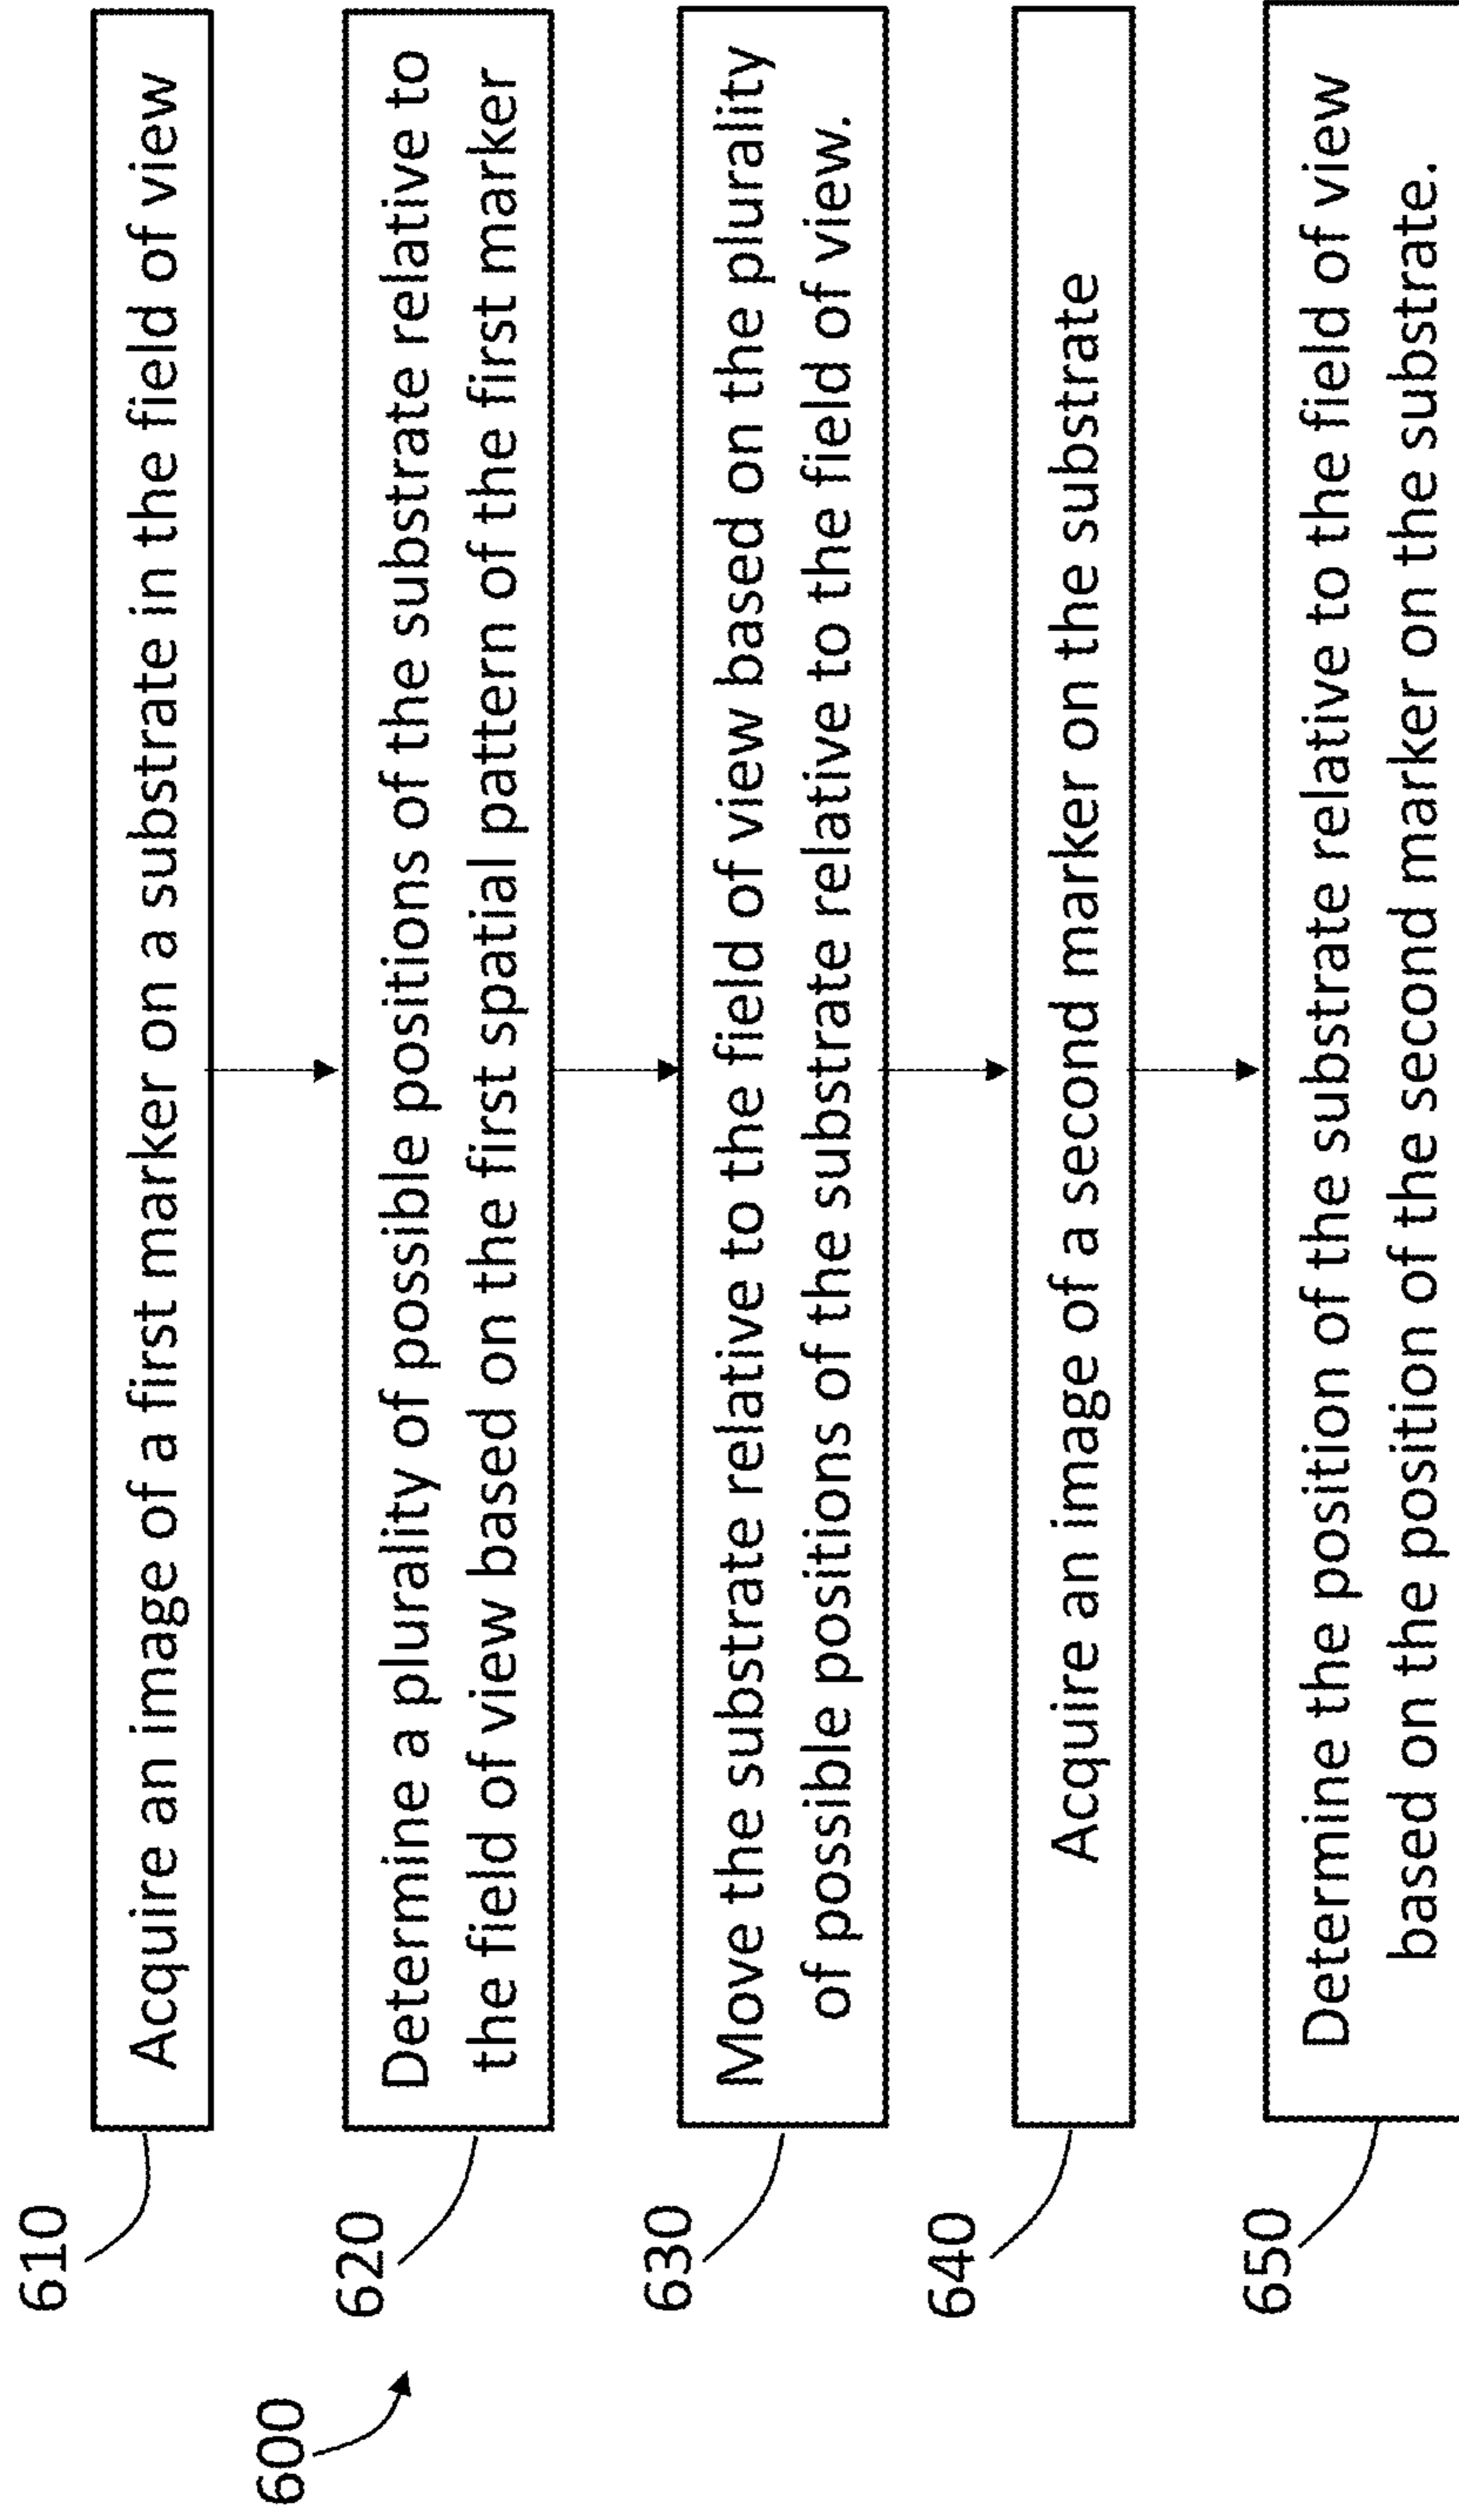 600
610
Acquire an image of a first marker on a substrate in the field of view
620
Determine a plurality of possible positions of the substrate relative to
the field of view based on the first spatial pattern of the first marker
630
Move the substrate relative to the field of view based on the plurality
of possible positions of the substrate relative to the field of view.
640
Acquire an image of a second marker on the substrate
650
Determine the position of the substrate relative to the field of view
based on the position of the second marker on the substrate.